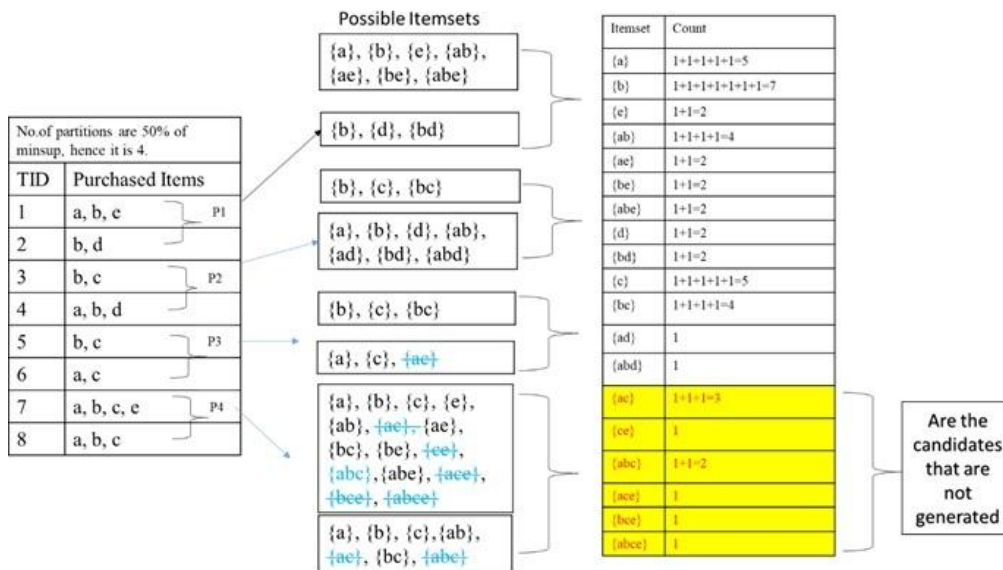 Possible Itemsets
No.of partitions are 50% of
minsup, hence it is 4.
TID Purchased Items
1 a, b, e
P1
2 b, d
3 b, c
P2
4 a, b, d
5 b, c
P3
6 a, c
7 a, b, c, e
P4
8 a, b, c
{a}, {b}, {e}, {ab},
{ae}, {be}, {abe}
{b}, {d}, {bd}
{b}, {c}, {bc}
{a}, {b}, {d}, {ab},
{ad}, {bd}, {abd}
{b}, {c}, {bc}
{a}, {c}, {ac}
{a}, {b}, {c}, {e},
{ab}, {ac}, {ae},
{bc}, {be}, {ce},
{abc},{abe}, {ace},
{bce}, {abce}
{a}, {b}, {c},{ab},
{ac}, {bc}, {abc}
Itemset Count
{a} 1+1+1+1+1=5
{b} 1+1+1+1+1+1+1=7
{e} 1+1=2
{ab} 1+1+1+1=4
{ae} 1+1=2
{be} 1+1=2
{abe} 1+1=2
{d} 1+1=2
{bd} 1+1=2
{c} 1+1+1+1+1=5
{bc} 1+1+1+1=4
{ad} 1
{abd} 1
{ac} 1+1+1=3
{ce} 1
{abc} 1+1=2
{ace} 1
{bce} 1
{abce} 1
Are the
candidates
that are
not
generated